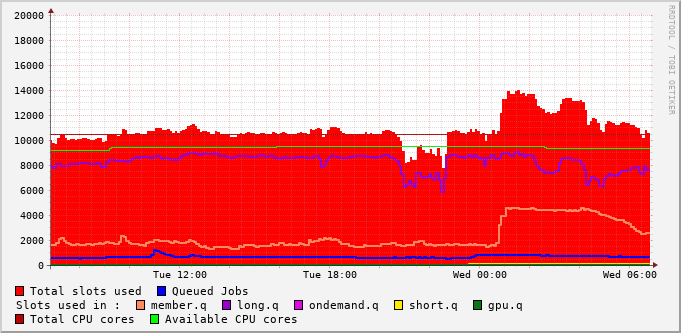 RRDTOOL / TOBI OETIKER
20000
18000
16000
14000
12000
10000
8000
6000
4000
2000
0
Tue 12:00 Tue 18:00 Wed 00:00 Wed 06:00
Total slots used Queued Jobs
Slots used in : member.q long.q ondemand.q short.q gpu.q
Total CPU cores Available CPU cores